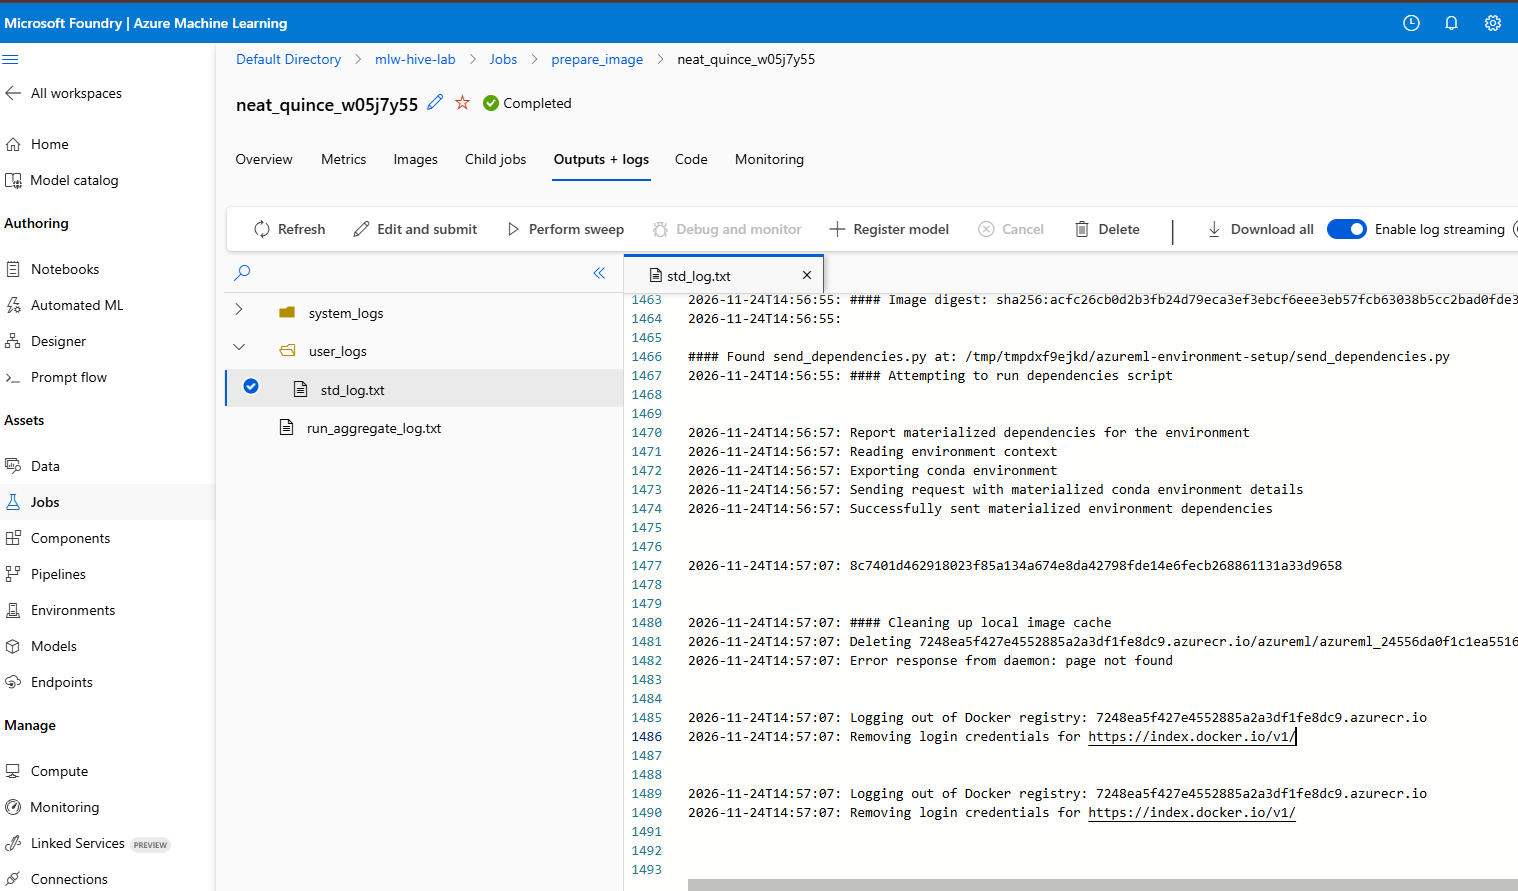 Microsoft Foundry | Azure Machine Learning
Default Directory > mlw-hive-lab > Jobs > prepare_image > neat_quince_w05j7y55
All workspaces
neat_quince_w05j7y55 Completed
Home
Model catalog
Authoring
Notebooks
Automated ML
Designer
Prompt flow
Assets
Data
Jobs
Components
Pipelines
Environments
Models
Endpoints
Manage
Compute
Monitoring
Linked Services PREVIEW
Connections
Overview Metrics Images Child jobs Outputs + logs Code Monitoring
Refresh Edit and submit Perform sweep Debug and monitor Register model Cancel Delete Download all Enable log streaming
system_logs
user_logs
std_log.txt
run_aggregate_log.txt
std_log.txt
1463 2026-11-24T14:56:55: #### Image digest: sha256:acfc26cb0d2b3fb24d79eca3ef3ebcf6eee3eb57fcb63038b5cc2bad0fde3
1464 2026-11-24T14:56:55:
1465
1466 #### Found send_dependencies.py at: /tmp/tmpdxf9ejkd/azureml-environment-setup/send_dependencies.py
1467 2026-11-24T14:56:55: #### Attempting to run dependencies script
1468
1469
1470 2026-11-24T14:56:57: Report materialized dependencies for the environment
1471 2026-11-24T14:56:57: Reading environment context
1472 2026-11-24T14:56:57: Exporting conda environment
1473 2026-11-24T14:56:57: Sending request with materialized conda environment details
1474 2026-11-24T14:56:57: Successfully sent materialized environment dependencies
1475
1476
1477 2026-11-24T14:57:07: 8c7401d462918023f85a134a674e8da42798fde14e6fecb268861131a33d9658
1478
1479
1480 2026-11-24T14:57:07: #### Cleaning up local image cache
1481 2026-11-24T14:57:07: Deleting 7248ea5f427e4552885a2a3df1fe8dc9.azurecr.io/azureml/azureml_24556da0f1c1ea5516
1482 2026-11-24T14:57:07: Error response from daemon: page not found
1483
1484
1485 2026-11-24T14:57:07: Logging out of Docker registry: 7248ea5f427e4552885a2a3df1fe8dc9.azurecr.io
1486 2026-11-24T14:57:07: Removing login credentials for https://index.docker.io/v1/
1487
1488
1489 2026-11-24T14:57:07: Logging out of Docker registry: 7248ea5f427e4552885a2a3df1fe8dc9.azurecr.io
1490 2026-11-24T14:57:07: Removing login credentials for https://index.docker.io/v1/
1491
1492
1493